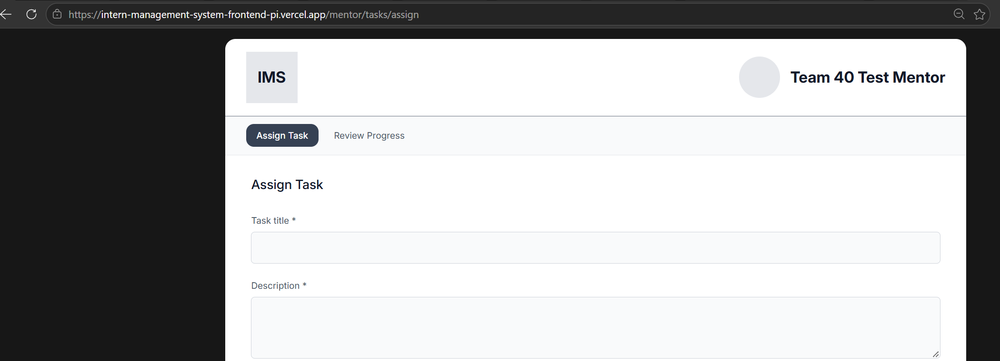 https://intern-management-system-frontend-pi.vercel.app/mentor/tasks/assign
IMS
Team 40 Test Mentor
Assign Task
Review Progress
Assign Task
Task title *
Description *